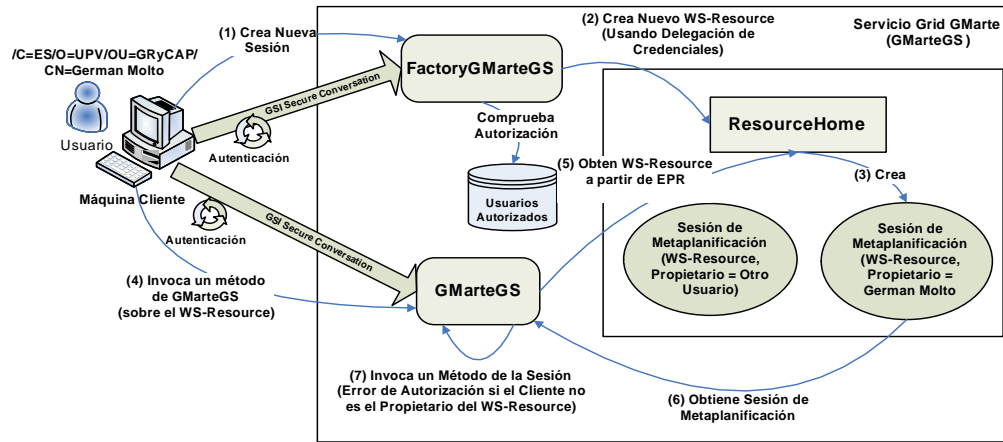 /C=ES/O=UPV/OU=GRyCAP/
CN=German Molto
Usuario
Máquina Cliente
(1) Crea Nueva
Sesión
GSI Secure Conversation
Autenticación
GSI Secure Conversation
Autenticación
(4) Invoca un método
de GMarteGS
(sobre el WS-Resource)
FactoryGMarteGS
(2) Crea Nuevo WS-Resource
(Usando Delegación de
Credenciales)
Servicio Grid GMarte
(GMarteGS)
Comprueba
Autorización
Usuarios
Autorizados
ResourceHome
(5) Obten WS-Resource
a partir de EPR
(3) Crea
Sesión de
Metaplanificación
(WS-Resource,
Propietario = Otro
Usuario)
Sesión de
Metaplanificación
(WS-Resource,
Propietario =
German Molto
GMarteGS
(7) Invoca un Método de la Sesión
(Error de Autorización si el Cliente no
es el Propietario del WS-Resource)
(6) Obtiene Sesión de
Metaplanificación